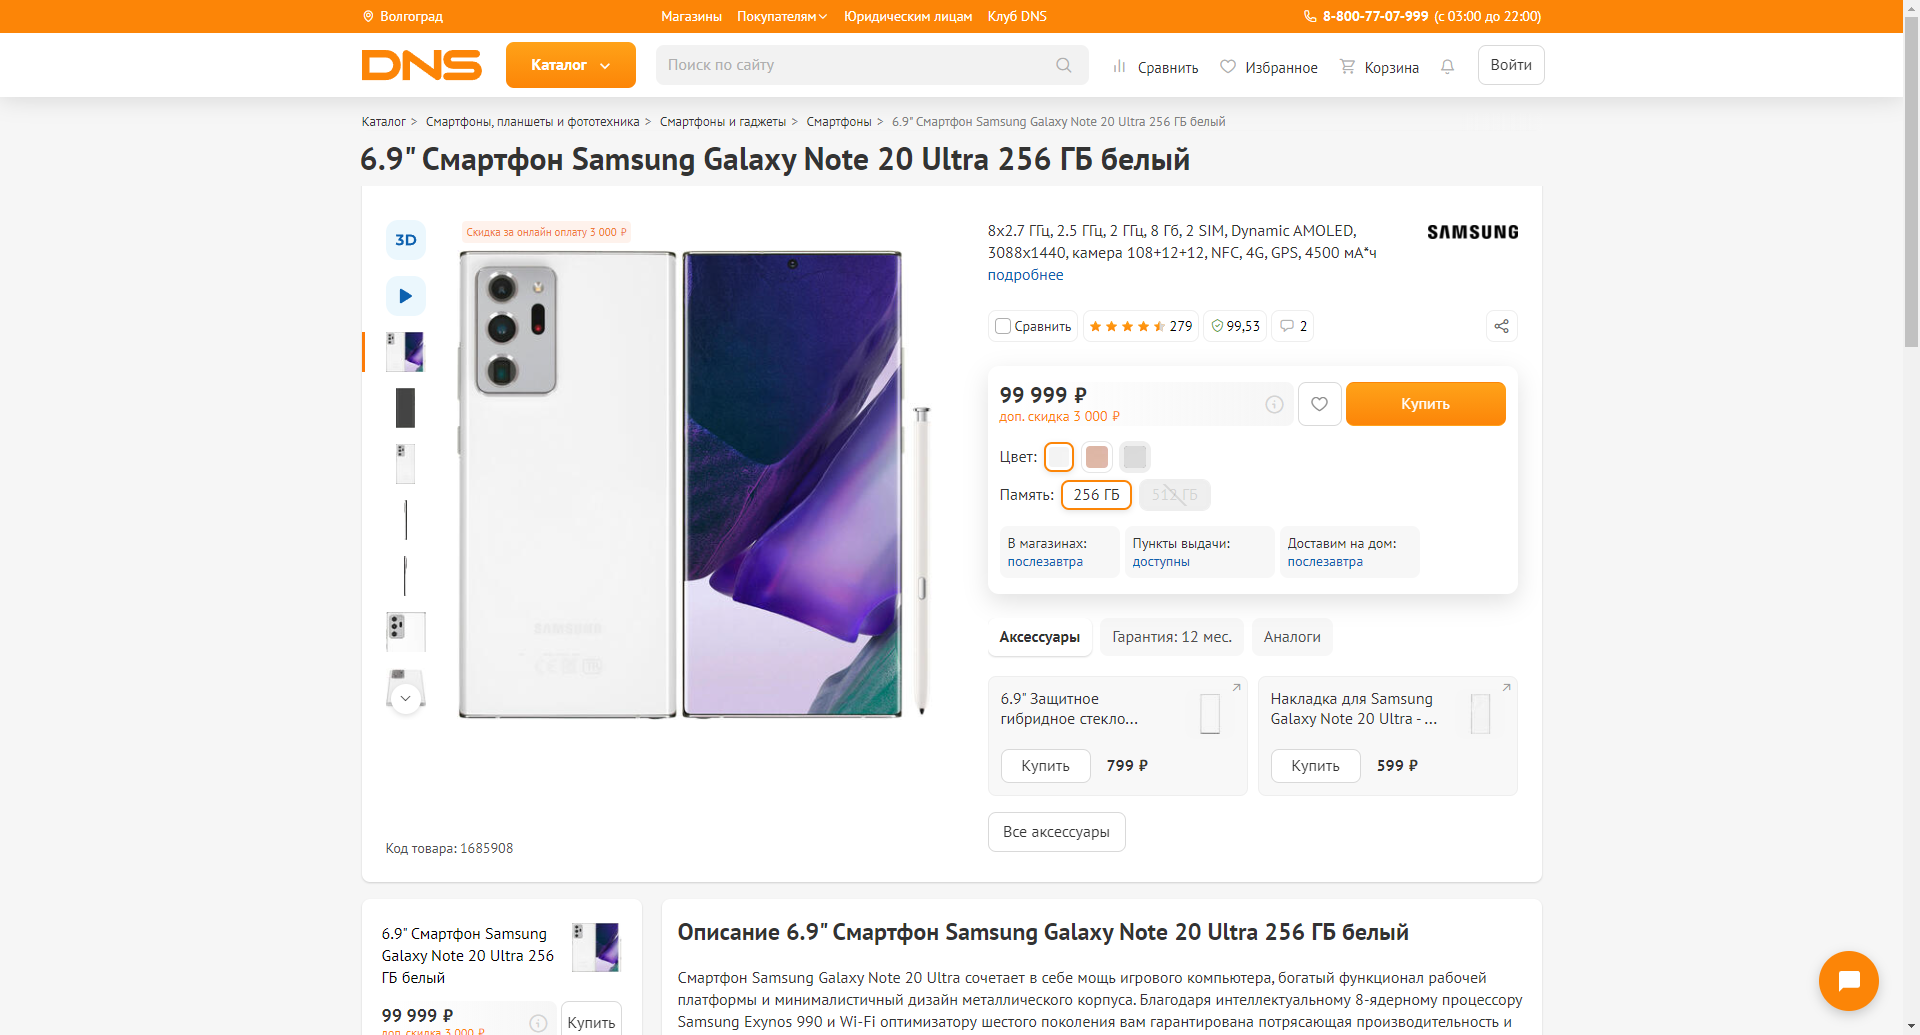 Волгоград
Магазины Покупателям Юридическим лицам Клуб DNS
8-800-77-07-999 (с 03:00 до 22:00)
DNS
Каталог
Поиск по сайту
Сравнить
Избранное
Корзина
Войти
Каталог > Смартфоны, планшеты и фототехника > Смартфоны и гаджеты > Смартфоны > 6.9" Смартфон Samsung Galaxy Note 20 Ultra 256 ГБ белый
6.9" Смартфон Samsung Galaxy Note 20 Ultra 256 ГБ белый
3D
Скидка за онлайн оплату 3 000 ₽
SAMSUNG
Код товара: 1685908
8x2.7 ГГц, 2.5 ГГц, 2 ГГц, 8 Гб, 2 SIM, Dynamic AMOLED,
3088x1440, камера 108+12+12, NFC, 4G, GPS, 4500 мА*ч
подробнее
SAMSUNG
Сравнить
279
99,53
2
99 999 ₽
доп. скидка 3 000 ₽
Купить
Цвет:
Память: 256 ГБ 512 ГБ
В магазинах:
послезавтра
Пункты выдачи:
доступны
Доставим на дом:
послезавтра
Аксессуары
Гарантия: 12 мес.
Аналоги
6.9" Защитное
гибридное стекло...
Купить 799 ₽
Накладка для Samsung
Galaxy Note 20 Ultra - ...
Купить 599 ₽
Все аксессуары
6.9" Смартфон Samsung
Galaxy Note 20 Ultra 256
ГБ белый
99 999 ₽
доп. скидка 3 000 ₽
Купить
Описание 6.9" Смартфон Samsung Galaxy Note 20 Ultra 256 ГБ белый
Смартфон Samsung Galaxy Note 20 Ultra сочетает в себе мощь игрового компьютера, богатый функционал рабочей
платформы и минималистичный дизайн металлического корпуса. Благодаря интеллектуальному 8-ядерному процессору
Samsung Exynos 990 и Wi-Fi оптимизатору шестого поколения вам гарантирована потрясающая производительность и